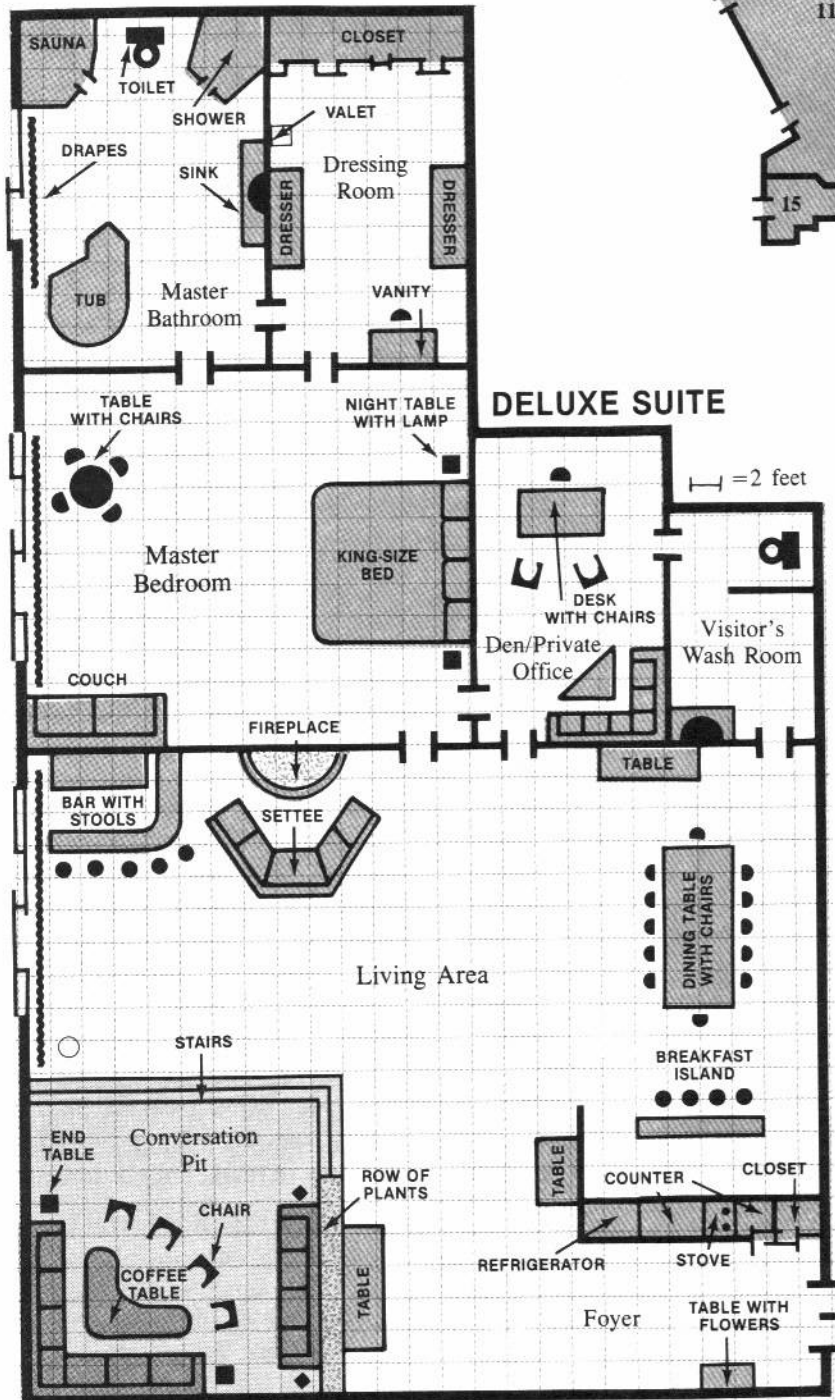 11
15
SAUNA
TOILET
CLOSET
SHOWER
VALET
DRAPES
SINK
Dressing
Room
DRESSER
DRESSER
TUB
Master
Bathroom
VANITY
TABLE
WITH CHAIRS
NIGHT TABLE
WITH LAMP
DELUXE SUITE
=2 feet
Master
Bedroom
KING-SIZE
BED
DESK
WITH CHAIRS
Den/Private
Office
Visitor's
Wash Room
COUCH
FIREPLACE
TABLE
BAR WITH
STOOLS
SETTEE
DINING TABLE
WITH CHAIRS
Living Area
STAIRS
BREAKFAST
ISLAND
END
TABLE
Conversation
Pit
CHAIR
ROW OF
PLANTS
TABLE
COUNTER
CLOSET
COFFEE
TABLE
TABLE
REFRIGERATOR
STOVE
Foyer
TABLE WITH
FLOWERS